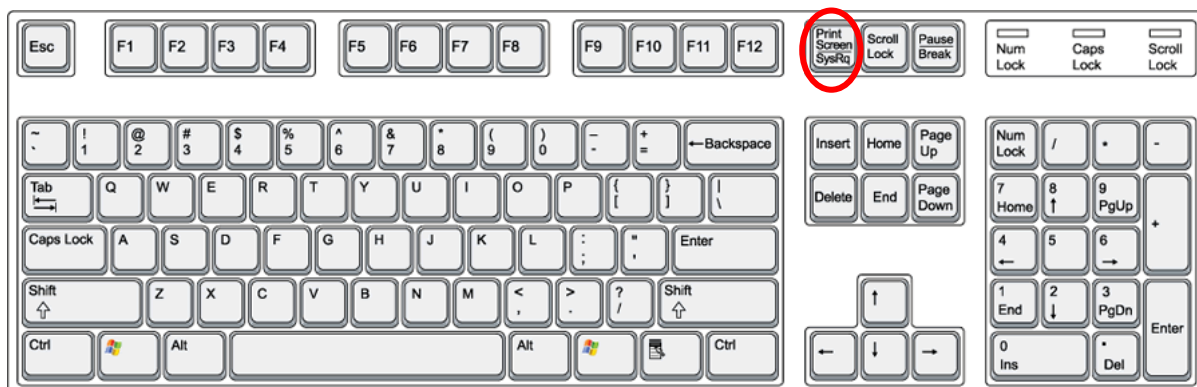 Esc F1 F2 F3 F4 F5 F6 F7 F8 F9 F10 F11 F12
Print
Screen
SysRq
Scroll
Lock
Pause
Break
Num
Lock
Caps
Lock
Scroll
Lock
~ ! @ # $ % ^ & * ( ) _ +
` 1 2 3 4 5 6 7 8 9 0 - = ←Backspace
Insert Home Page
Up
Num
Lock
/ * -
Tab Q W E R T Y U I O P { } |
[ ] \
Delete End Page
Down
7 8 9
Home ↑ PgUp
+
Caps Lock A S D F G H J K L : " Enter
; '
4 5 6
← →
Shift Z X C V B N M < > ? Shift
⇧ , . / ⇧
↑
1 2 3
End ↓ PgDn
Enter
Ctrl Alt Alt Ctrl
← ↓ →
0 .
Ins Del